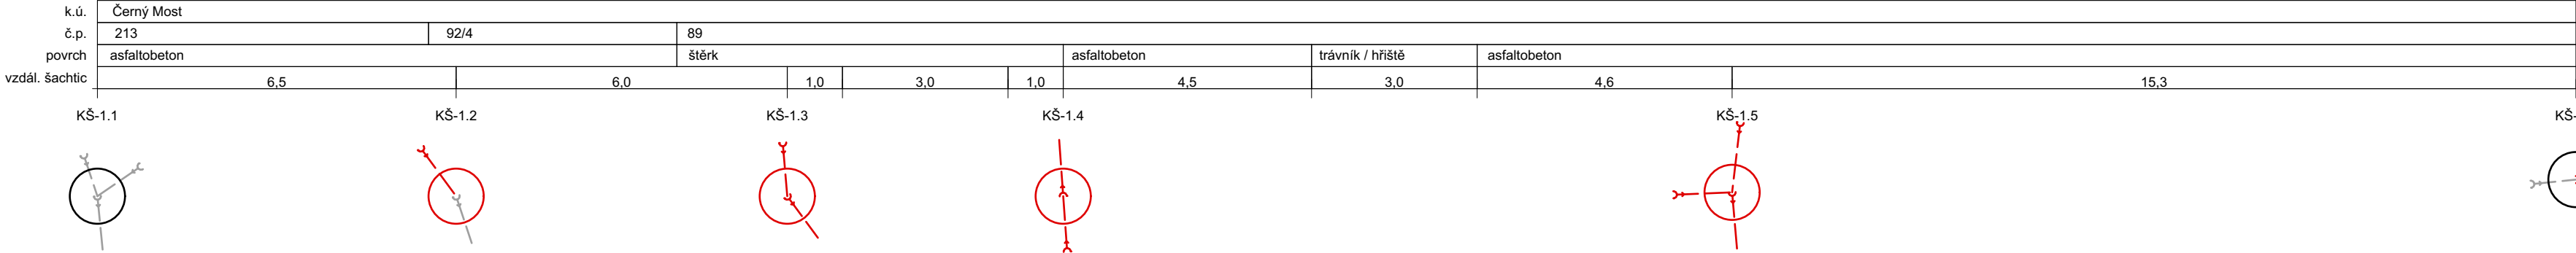 k.ú. Černý Most
č.p. 213 92/4 89
povrch asfaltobeton štěrk asfaltobeton trávník / hřiště asfaltobeton
vzdál. šachtic 6,5 6,0 1,0 3,0 1,0 4,5 3,0 4,6 15,3
KŠ-1.1 KŠ-1.2 KŠ-1.3 KŠ-1.4 KŠ-1.5 KŠ-